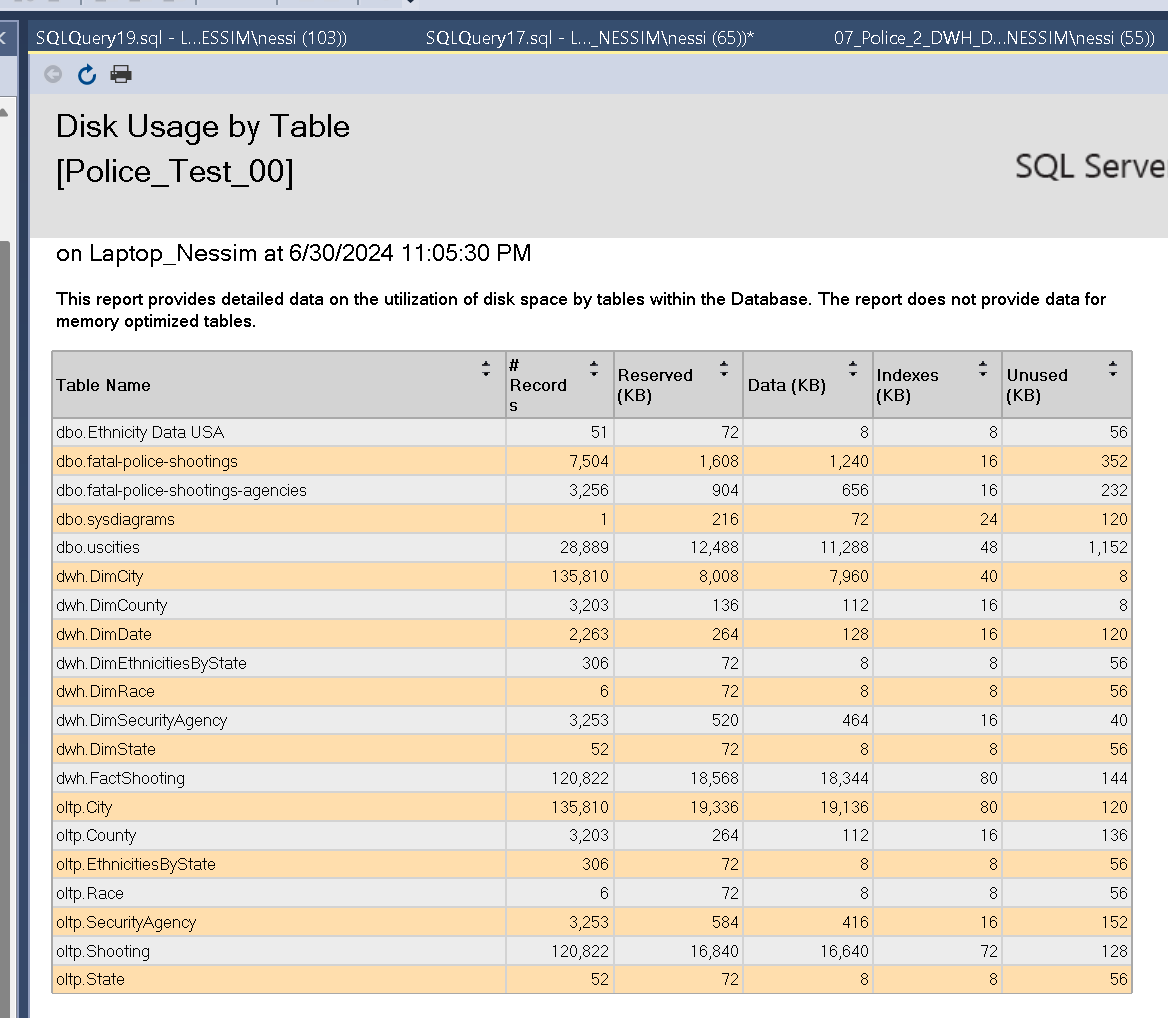 SQLQuery19.sql - L...ESSIM\nessi (103)) SQLQuery17.sql - L..._NESSIM\nessi (65))* 07_Police_2_DWH_D...NESSIM\nessi (55))
Disk Usage by Table
[Police_Test_00]
SQL Serve
on Laptop_Nessim at 6/30/2024 11:05:30 PM
This report provides detailed data on the utilization of disk space by tables within the Database. The report does not provide data for
memory optimized tables.
Table Name # Records Reserved (KB) Data (KB) Indexes (KB) Unused (KB)
dbo.Ethnicity Data USA 51 72 8 8 56
dbo.fatal-police-shootings 7,504 1,608 1,240 16 352
dbo.fatal-police-shootings-agencies 3,256 904 656 16 232
dbo.sysdiagrams 1 216 72 24 120
dbo.uscities 28,889 12,488 11,288 48 1,152
dwh.DimCity 135,810 8,008 7,960 40 8
dwh.DimCounty 3,203 136 112 16 8
dwh.DimDate 2,263 264 128 16 120
dwh.DimEthnicitiesByState 306 72 8 8 56
dwh.DimRace 6 72 8 8 56
dwh.DimSecurityAgency 3,253 520 464 16 40
dwh.DimState 52 72 8 8 56
dwh.FactShooting 120,822 18,568 18,344 80 144
oltp.City 135,810 19,336 19,136 80 120
oltp.County 3,203 264 112 16 136
oltp.EthnicitiesByState 306 72 8 8 56
oltp.Race 6 72 8 8 56
oltp.SecurityAgency 3,253 584 416 16 152
oltp.Shooting 120,822 16,840 16,640 72 128
oltp.State 52 72 8 8 56